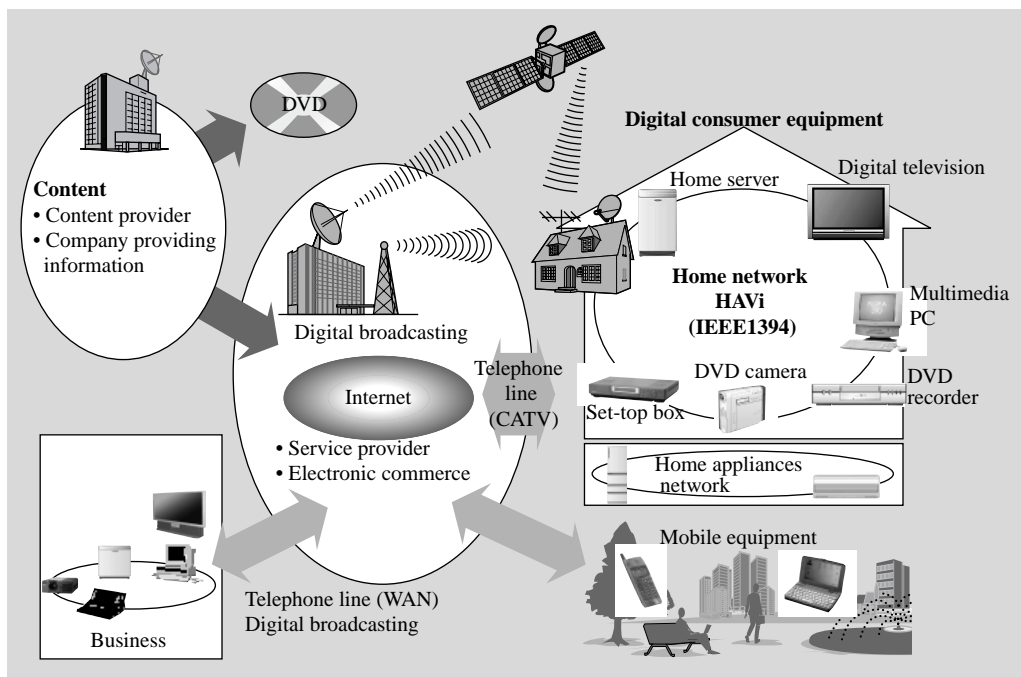 DVD
Content
• Content provider
• Company providing
information
Digital broadcasting
Internet
• Service provider
• Electronic commerce
Telephone
line
(CATV)
Digital consumer equipment
Home server
Digital television
Home network
HAVi
(IEEE1394)
Multimedia
PC
Set-top box
DVD camera
DVD
recorder
Home appliances
network
Business
Telephone line (WAN)
Digital broadcasting
Mobile equipment